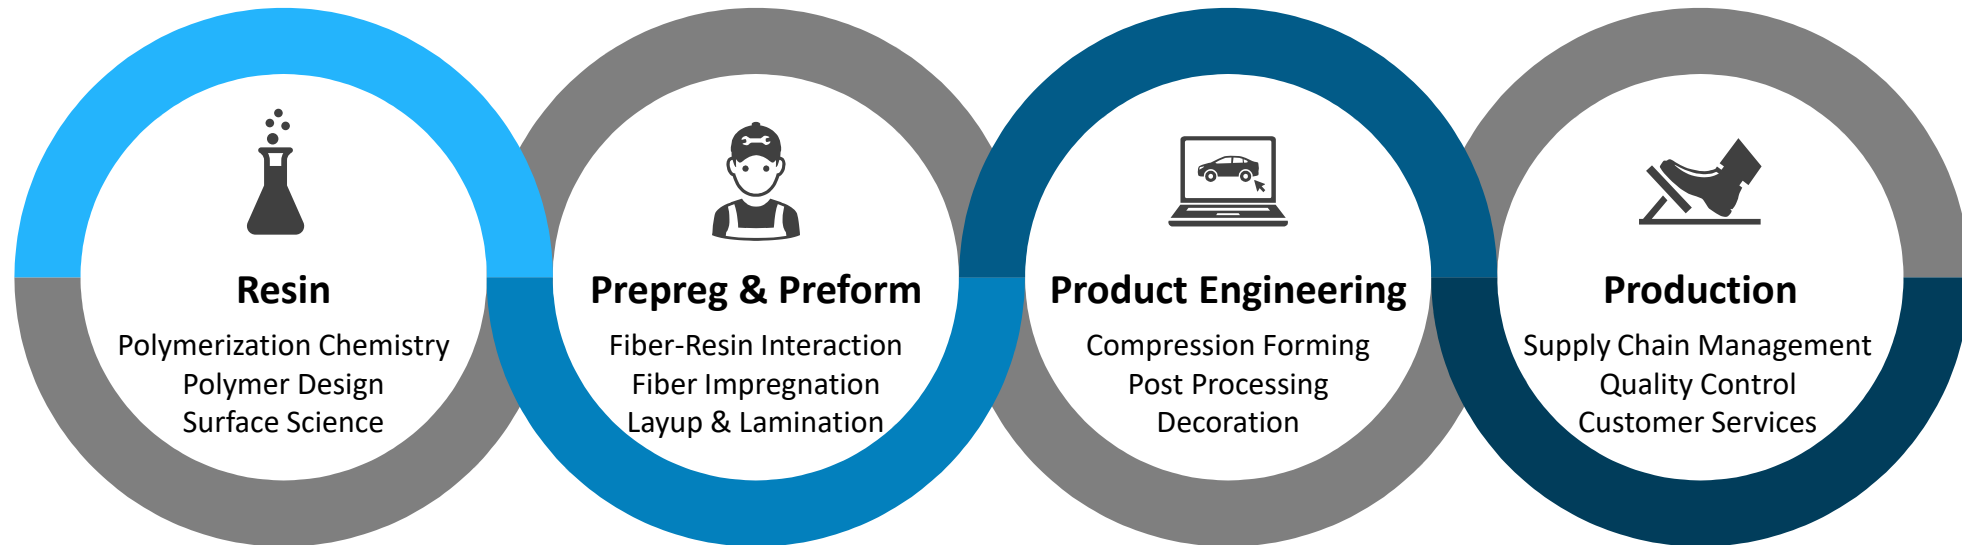 Resin
Polymerization Chemistry
Polymer Design
Surface Science
Prepreg & Preform
Fiber-Resin Interaction
Fiber Impregnation
Layup & Lamination
Product Engineering
Compression Forming
Post Processing
Decoration
Production
Supply Chain Management
Quality Control
Customer Services